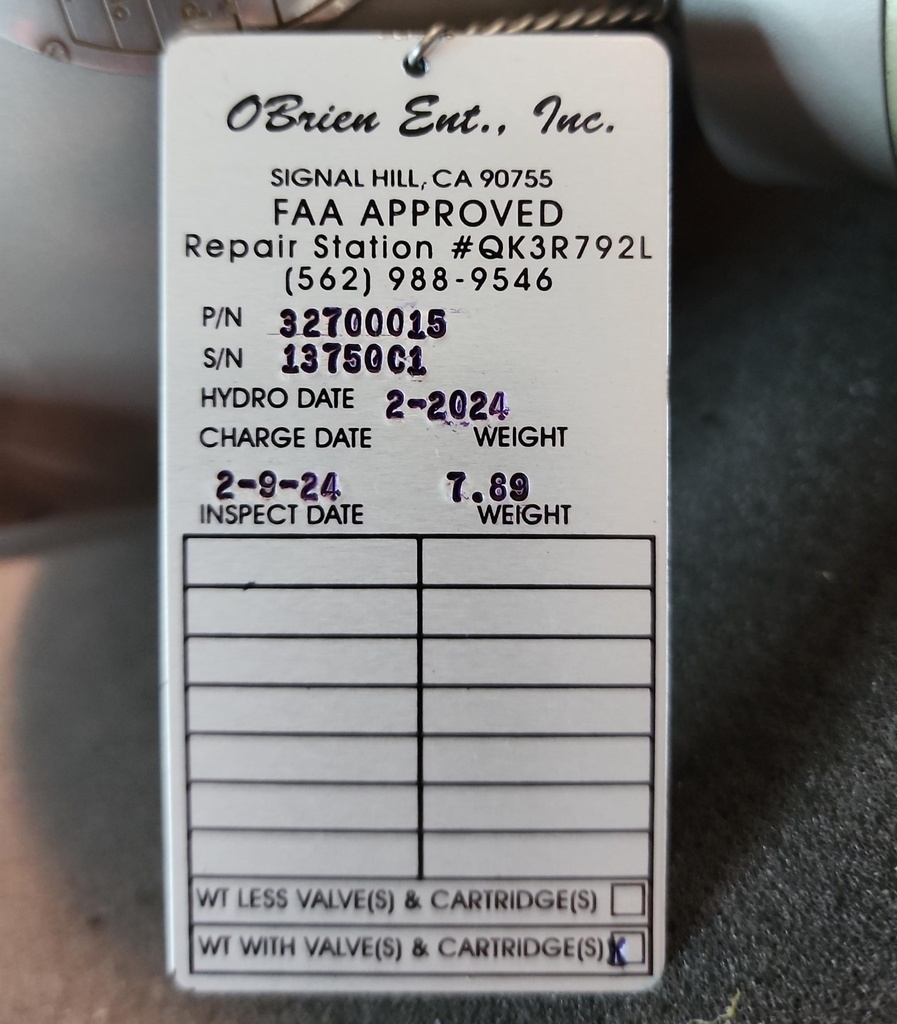 OBrien Ent., Inc.
SIGNAL HILL, CA 90755
FAA APPROVED
Repair Station #QK3R792L
(562) 988-9546
P/N 32700015
S/N 13750C1
HYDRO DATE 2-2024
CHARGE DATE WEIGHT
2-9-24 7.89
INSPECT DATE WEIGHT
WT LESS VALVE(S) & CARTRIDGE(S)
WT WITH VALVE(S) & CARTRIDGE(S) X